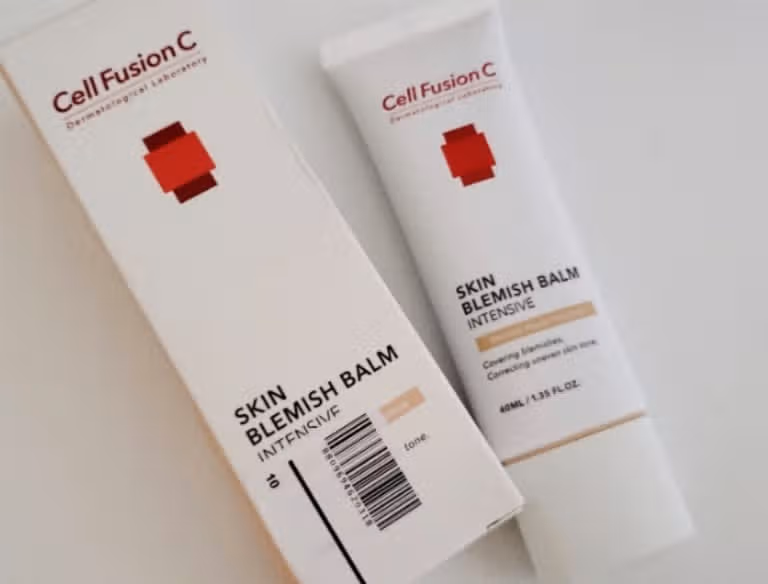 Cell Fusion C
Dermatological Laboratory
SKIN
BLEMISH BALM
INTENSIVE
tone.
10
Cell Fusion C
Dermatological Laboratory
SKIN
BLEMISH BALM
INTENSIVE
Covering blemishes.
Correcting uneven skin tone.
40ML / 1.35 FL.OZ.